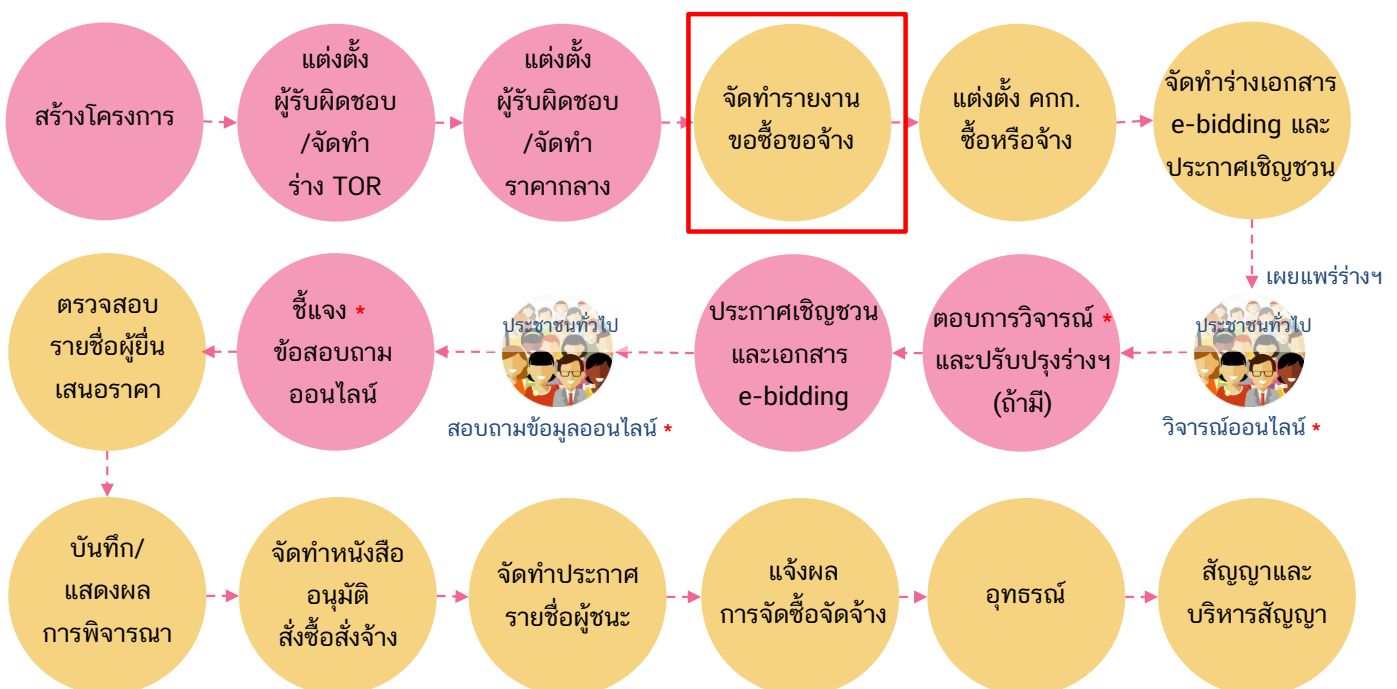 สร้างโครงการ
แต่งตั้ง
ผู้รับผิดชอบ
/จัดทำ
ร่าง TOR
แต่งตั้ง
ผู้รับผิดชอบ
/จัดทำ
ราคากลาง
จัดทำรายงาน
ขอซื้อขอจ้าง
แต่งตั้ง คกก.
ซื้อหรือจ้าง
จัดทำร่างเอกสาร
e-bidding และ
ประกาศเชิญชวน
เผยแพร่ร่างฯ
ประชาชนทั่วไป
วิจารณ์ออนไลน์ *
ตอบการวิจารณ์ *
และปรับปรุงร่างฯ
(ถ้ามี)
ประกาศเชิญชวน
และเอกสาร
e-bidding
ประชาชนทั่วไป
สอบถามข้อมูลออนไลน์ *
ชี้แจง *
ข้อสอบถาม
ออนไลน์
ตรวจสอบ
รายชื่อผู้ยื่น
เสนอราคา
บันทึก/
แสดงผล
การพิจารณา
จัดทำหนังสือ
อนุมัติ
สั่งซื้อสั่งจ้าง
จัดทำประกาศ
รายชื่อผู้ชนะ
แจ้งผล
การจัดซื้อจัดจ้าง
อุทธรณ์
สัญญาและ
บริหารสัญญา